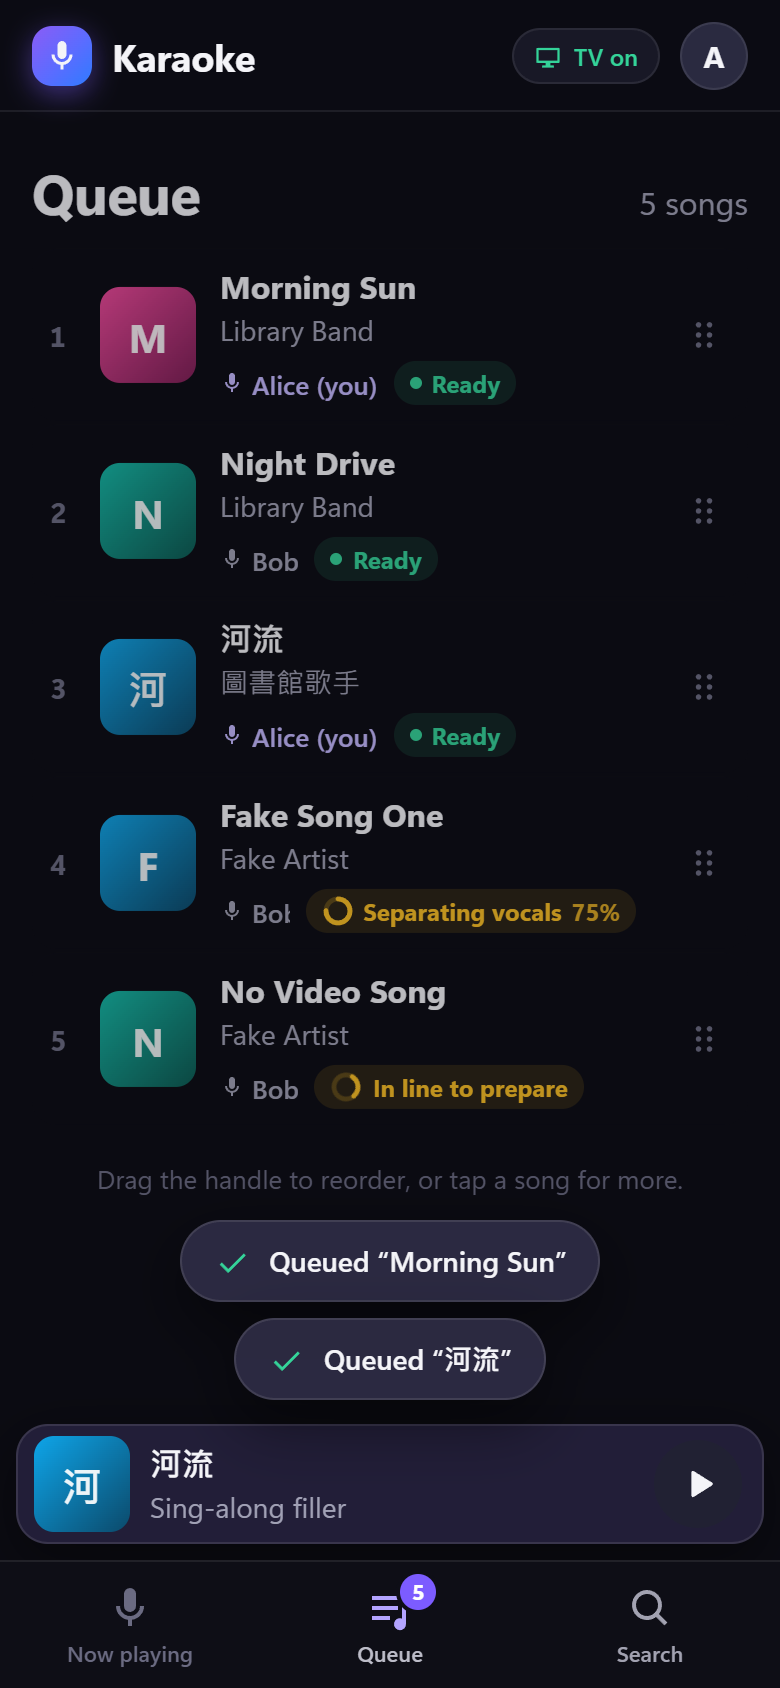 Karaoke
TV on
A
Queue
5 songs
1
M
Morning Sun
Library Band
Alice (you)
Ready
2
N
Night Drive
Library Band
Bob
Ready
3
河
河流
圖書館歌手
Alice (you)
Ready
4
F
Fake Song One
Fake Artist
Bob
Separating vocals 75%
5
N
No Video Song
Fake Artist
Bob
In line to prepare
Drag the handle to reorder, or tap a song for more.
Queued “Morning Sun”
Queued “河流”
河
河流
Sing-along filler
Now playing
5
Queue
Search